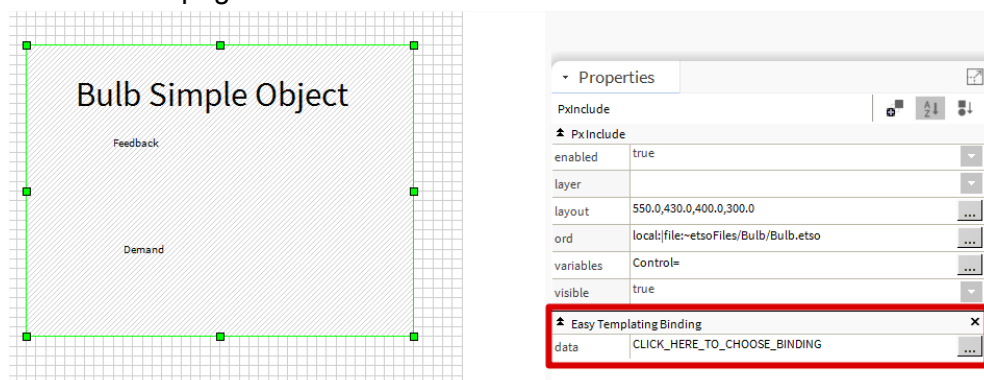 Bulb Simple Object
Feedback
Demand
Properties
PxInclude
PxInclude
enabled true
layer
layout 550.0,430.0,400.0,300.0
ord local:|file:~etsoFiles/Bulb/Bulb.etso
variables Control=
visible true
Easy Templating Binding
data CLICK_HERE_TO_CHOOSE_BINDING